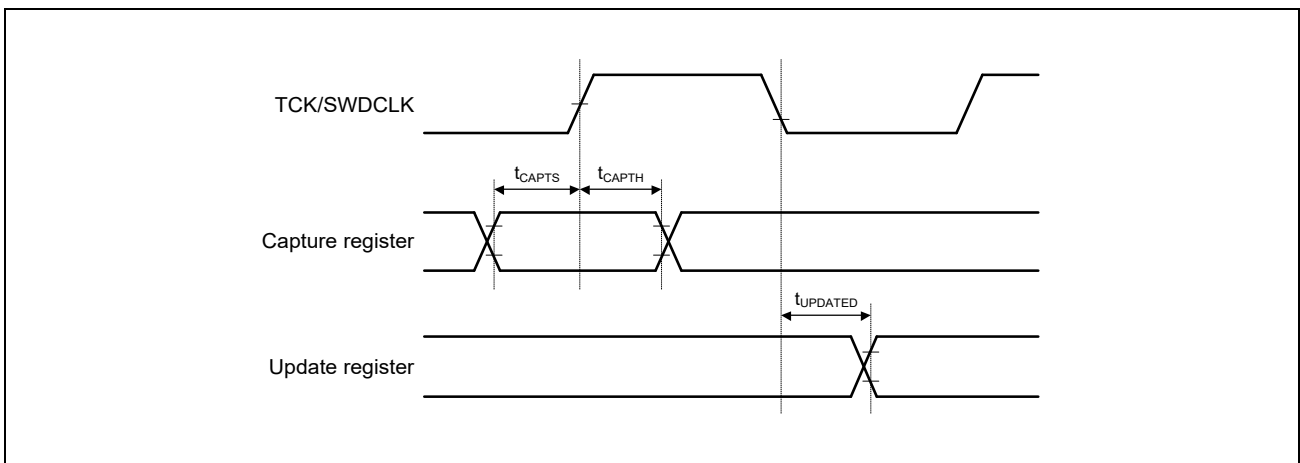 TCK/SWDCLK
tCAPTS
tCAPTH
Capture register
tUPDATED
Update register